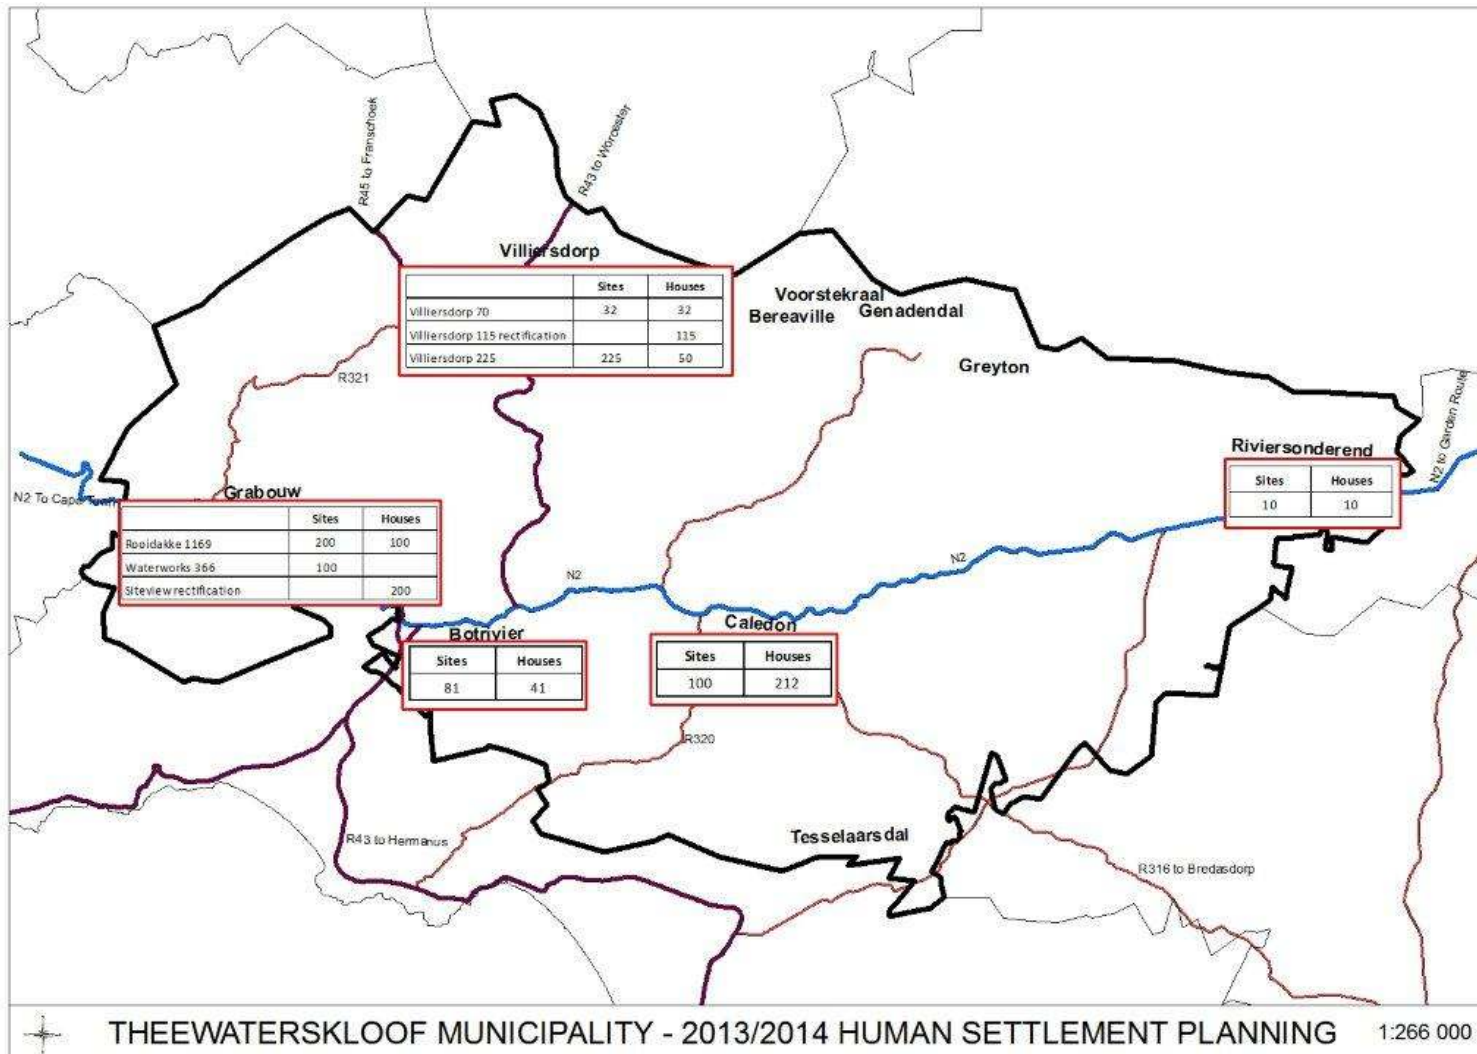 R45 to Franschoek
R43 to Worcester
Villiersdorp
Sites Houses
Villiersdorp 70 32 32
Villiersdorp 115 rectification 115
Villiersdorp 225 225 50
Voorstekraal
Bereaville Genadendal
Greyton
R321
N2 to Garden Route
Riviersonderend
Sites Houses
10 10
N2 To Cape Town
Grabouw
Sites Houses
Rooidakke 1169 200 100
Waterworks 366 100
Siteview rectification 200
N2
N2
Botrivier
Sites Houses
81 41
Caledon
Sites Houses
100 212
R320
R43 to Hermanus
Tesselaarsdal
R316 to Bredasdorp
THEEWATERSKLOOF MUNICIPALITY - 2013/2014 HUMAN SETTLEMENT PLANNING 1:266 000